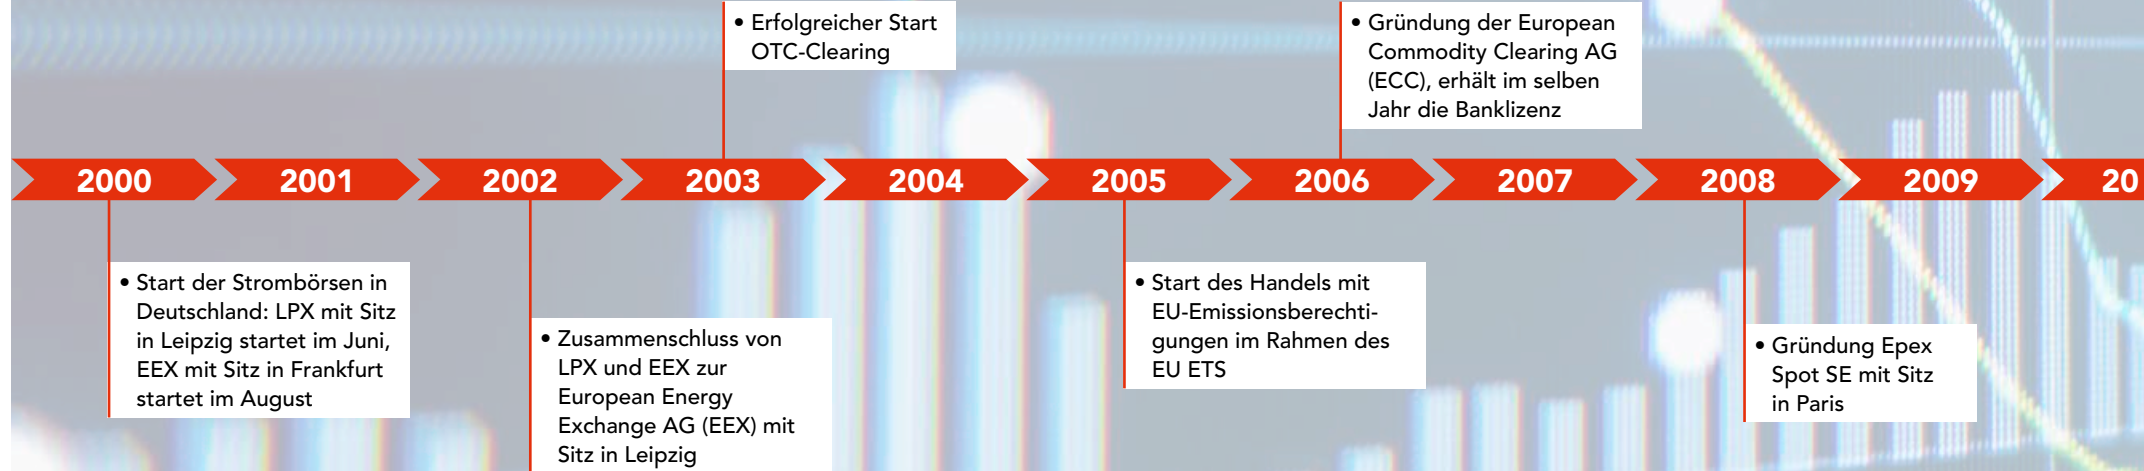 • Erfolgreicher Start
OTC-Clearing
• Gründung der European
Commodity Clearing AG
(ECC), erhält im selben
Jahr die Banklizenz
2000 2001 2002 2003 2004 2005 2006 2007 2008 2009 20
• Start der Strombörsen in
Deutschland: LPX mit Sitz
in Leipzig startet im Juni,
EEX mit Sitz in Frankfurt
startet im August
• Zusammenschluss von
LPX und EEX zur
European Energy
Exchange AG (EEX) mit
Sitz in Leipzig
• Start des Handels mit
EU-Emissionsberechti-
gungen im Rahmen des
EU ETS
• Gründung Epex
Spot SE mit Sitz
in Paris